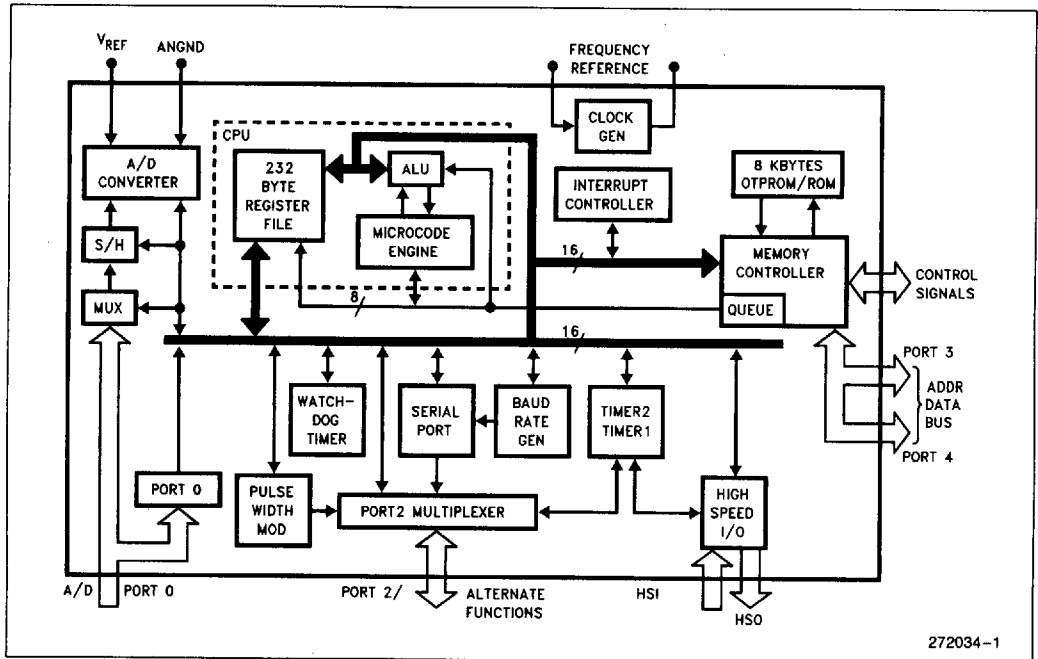 VREF
ANGND
FREQUENCY
REFERENCE
CLOCK
GEN
CPU
A/D
CONVERTER
232
BYTE
REGISTER
FILE
ALU
MICROCODE
ENGINE
INTERRUPT
CONTROLLER
8 KBYTES
OTPROM/ROM
S/H
MUX
16/
MEMORY
CONTROLLER
QUEUE
CONTROL
SIGNALS
8/
16/
PORT 3
ADDR
DATA
BUS
PORT 4
WATCH-
DOG
TIMER
SERIAL
PORT
BAUD
RATE
GEN
TIMER2
TIMER1
PORT 0
PULSE
WIDTH
MOD
PORT2 MULTIPLEXER
HIGH
SPEED
I/O
A/D
PORT 0
PORT 2/
ALTERNATE
FUNCTIONS
HSI
HSO
272034-1